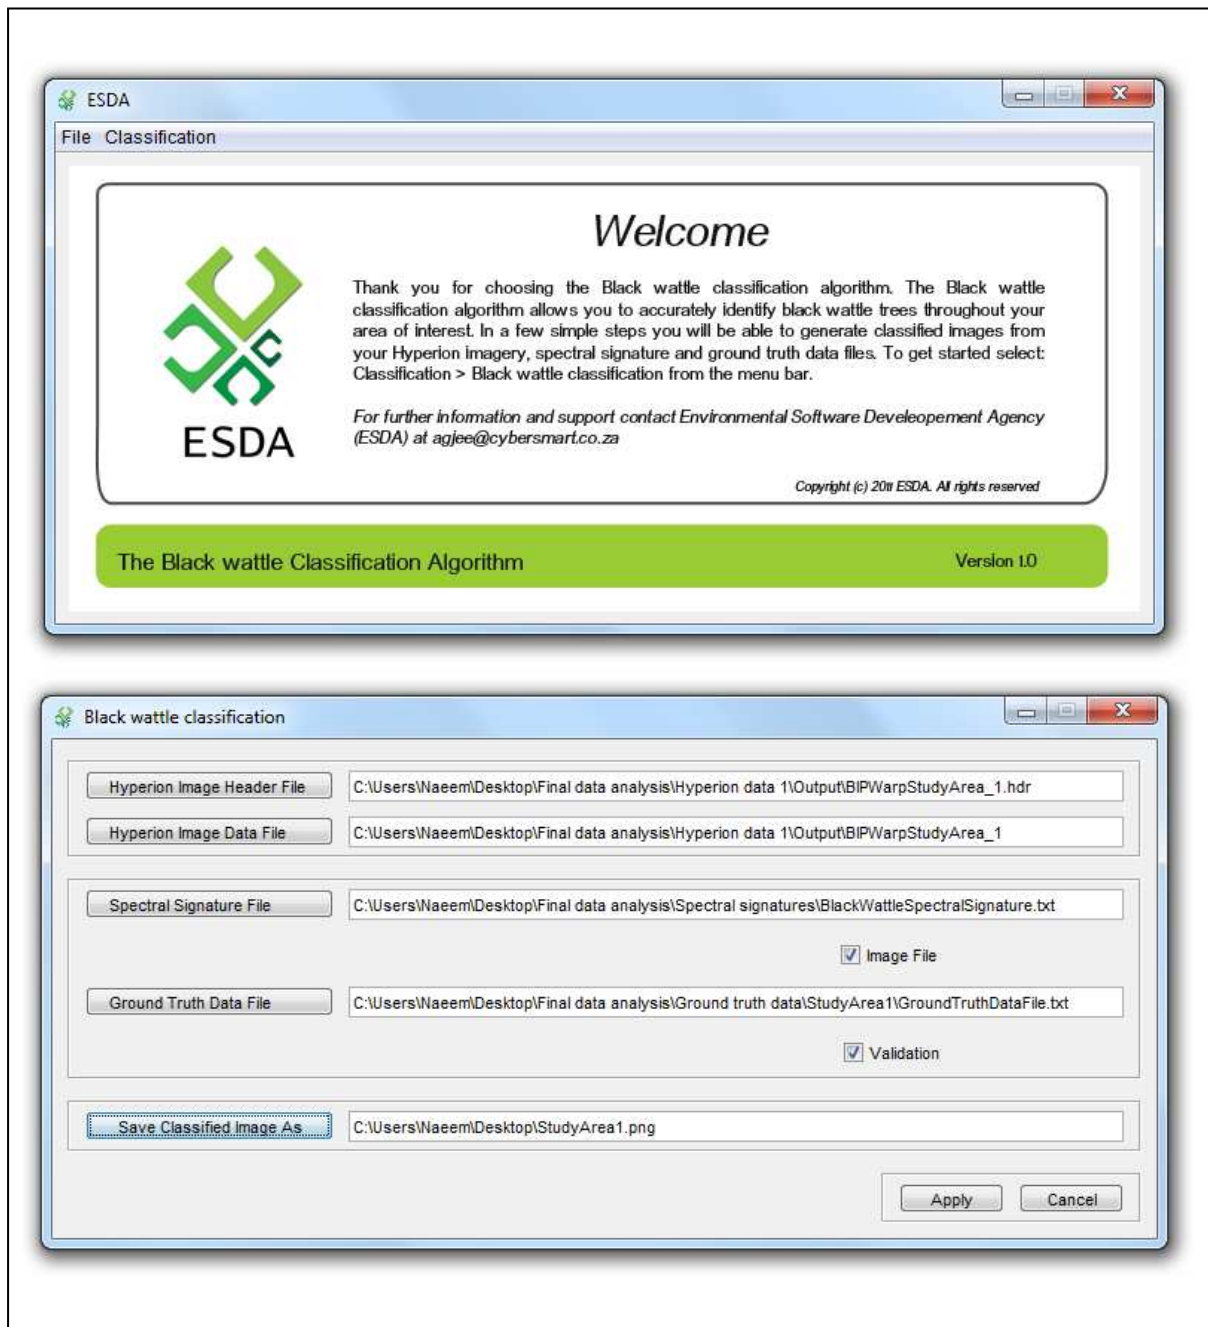 ESDA
File Classification
Welcome
Thank you for choosing the Black wattle classification algorithm. The Black wattle
classification algorithm allows you to accurately identify black wattle trees throughout your
area of interest. In a few simple steps you will be able to generate classified images from
your Hyperion imagery, spectral signature and ground truth data files. To get started select:
Classification > Black wattle classification from the menu bar.
For further information and support contact Environmental Software Develeopement Agency
(ESDA) at agjee@cybersmart.co.za
ESDA
Copyright (c) 2011 ESDA. All rights reserved
The Black wattle Classification Algorithm Version 1.0
Black wattle classification
Hyperion Image Header File C:\Users\Naeem\Desktop\Final data analysis\Hyperion data 1\Output\BIPWarpStudyArea_1.hdr
Hyperion Image Data File C:\Users\Naeem\Desktop\Final data analysis\Hyperion data 1\Output\BIPWarpStudyArea_1
Spectral Signature File C:\Users\Naeem\Desktop\Final data analysis\Spectral signatures\BlackWattleSpectralSignature.txt
Image File
Ground Truth Data File C:\Users\Naeem\Desktop\Final data analysis\Ground truth data\StudyArea1\GroundTruthDataFile.txt
Validation
Save Classified Image As C:\Users\Naeem\Desktop\StudyArea1.png
Apply Cancel